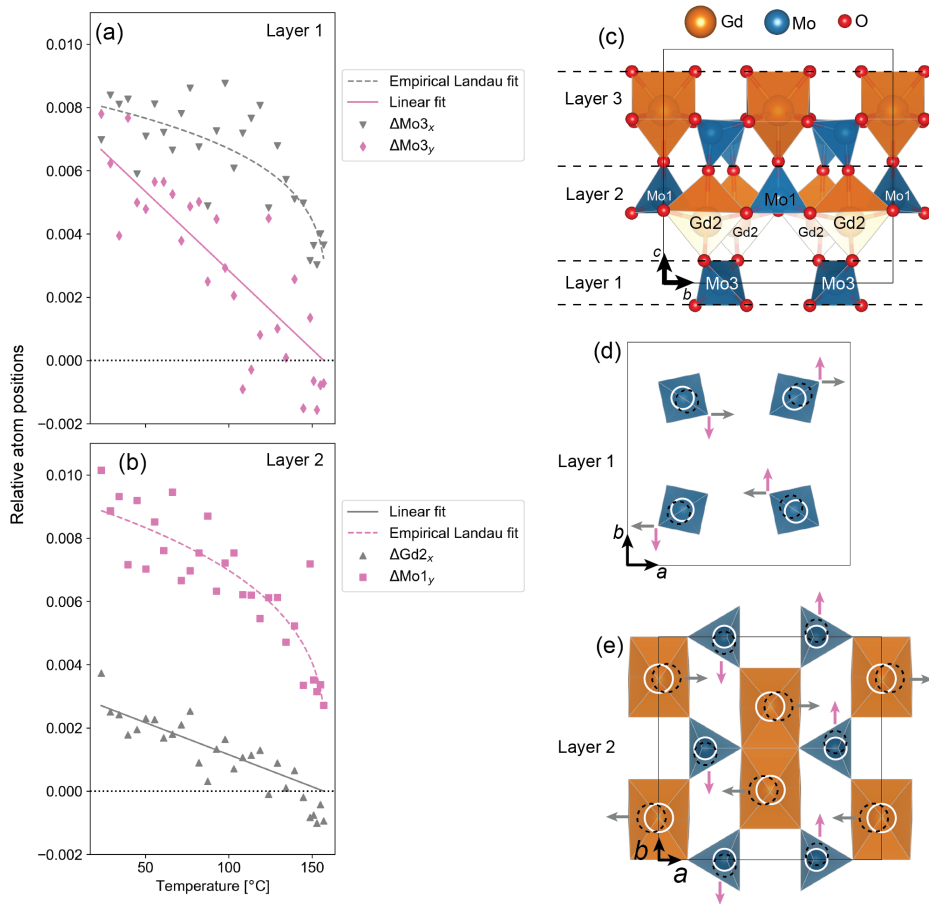 (a)
Layer 1
0.010
0.008
0.006
0.004
0.002
0.000
−0.002
Empirical Landau fit
Linear fit
ΔMo3x
ΔMo3y
Relative atom positions
(b)
Layer 2
0.010
0.008
0.006
0.004
0.002
0.000
−0.002
50
100
150
Temperature [°C]
Linear fit
Empirical Landau fit
ΔGd2x
ΔMo1y
Gd
Mo
O
(c)
Layer 3
Layer 2
Mo1
Mo1
Mo1
Gd2
Gd2
Gd2
Gd2
c
b
Layer 1
Mo3
Mo3
(d)
Layer 1
b
a
(e)
Layer 2
b
a